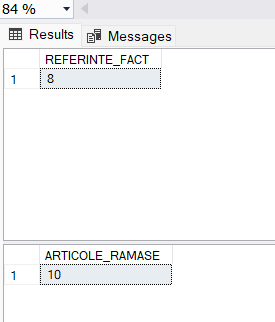 84 %
Results Messages
REFERINTE_FACT
1 8
ARTICOLE_RAMASE
1 10